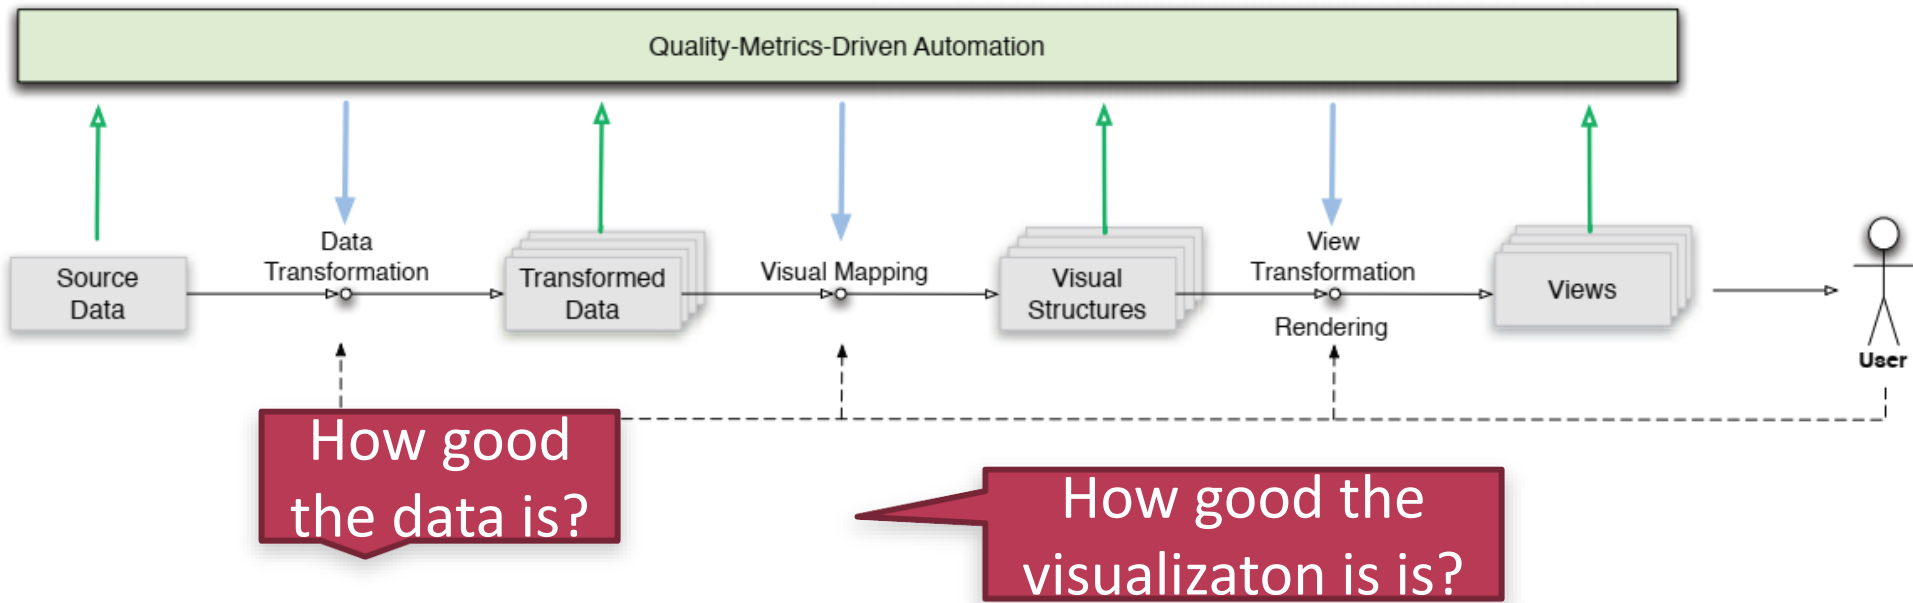 Quality-Metrics-Driven Automation
Source
Data
Data
Transformation
Transformed
Data
Visual Mapping
Visual
Structures
View
Transformation
Rendering
Views
User
How good
the data is?
How good the
visualizaton is is?